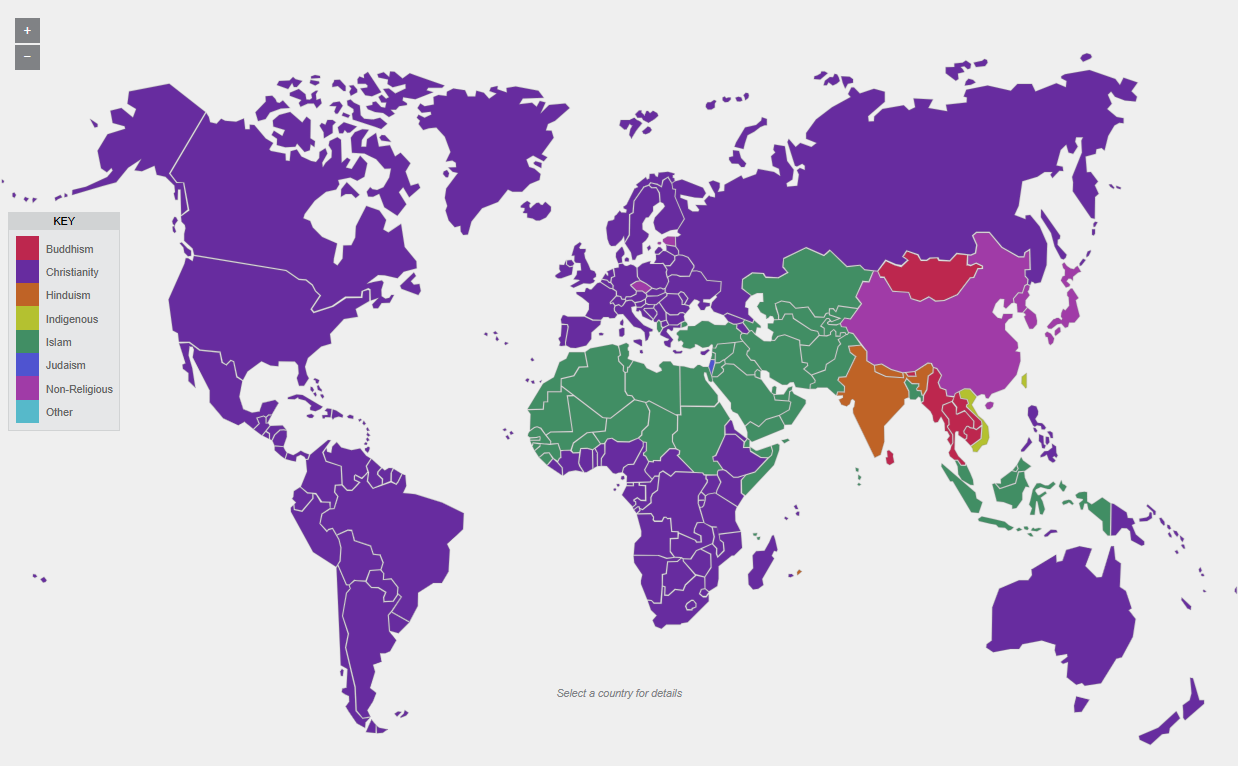 +
−
KEY
Buddhism
Christianity
Hinduism
Indigenous
Islam
Judaism
Non-Religious
Other
Select a country for details